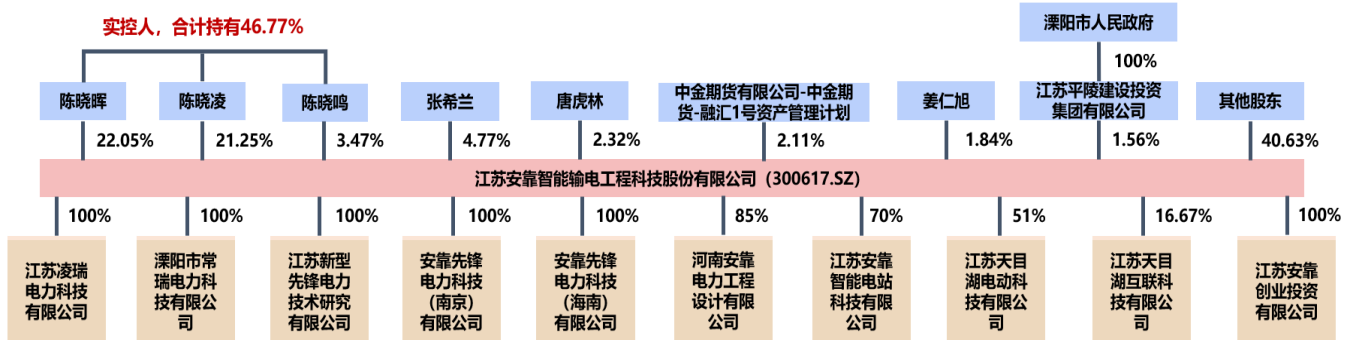 实控人，合计持有46.77%
溧阳市人民政府
100%
陈晓晖
陈晓凌
陈晓鸣
张希兰
唐虎林
中金期货有限公司-中金期
货-融汇1号资产管理计划
姜仁旭
江苏平陵建设投资
集团有限公司
其他股东
22.05%
21.25%
3.47%
4.77%
2.32%
2.11%
1.84%
1.56%
40.63%
江苏安靠智能输电工程科技股份有限公司（300617.SZ）
100%
100%
100%
100%
100%
85%
70%
51%
16.67%
100%
江苏凌瑞
电力科技
有限公司
溧阳市常
瑞电力科
技有限公
司
江苏新型
先锋电力
技术研究
有限公司
安靠先锋
电力科技
（南京）
有限公司
安靠先锋
电力科技
（海南）
有限公司
河南安靠
电力工程
设计有限
公司
江苏安靠
智能电站
科技有限
公司
江苏天目
湖电动科
技有限公
司
江苏天目
湖互联科
技有限公
司
江苏安靠
创业投资
有限公司